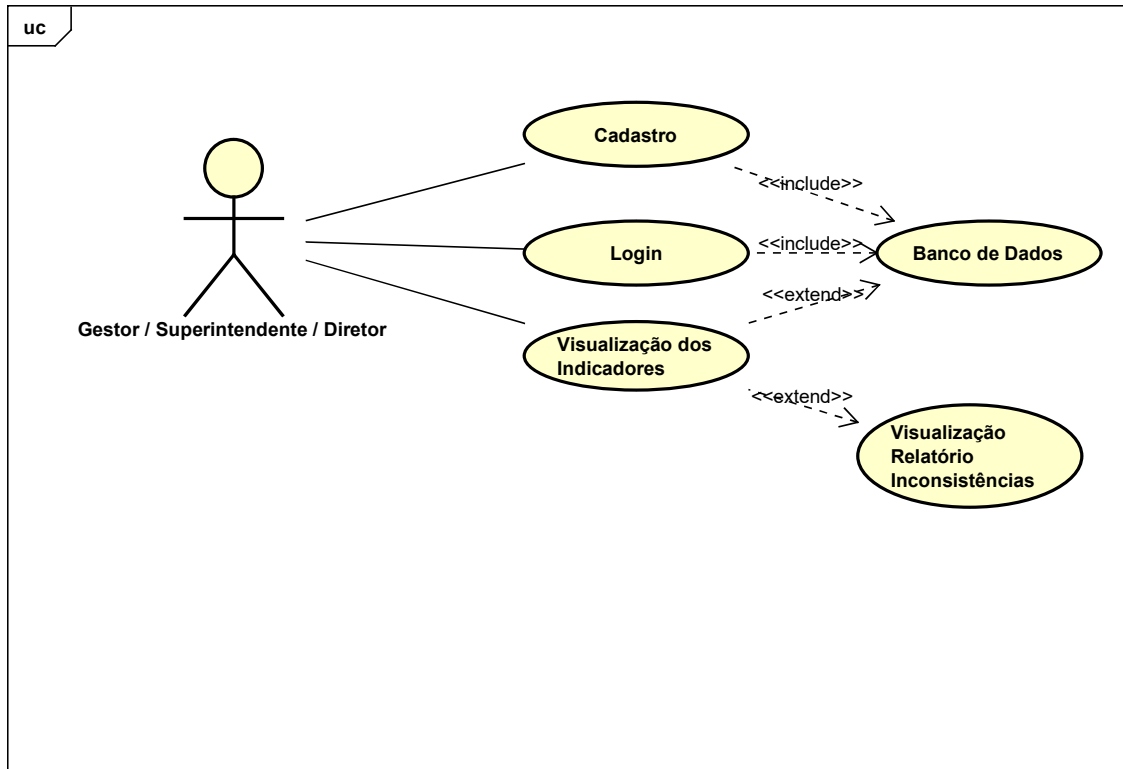 uc
Cadastro
<<include>>
Login
<<include>>
Banco de Dados
<<extend>>
Gestor / Superintendente / Diretor
Visualização dos
Indicadores
<<extend>>
Visualização
Relatório
Inconsistências